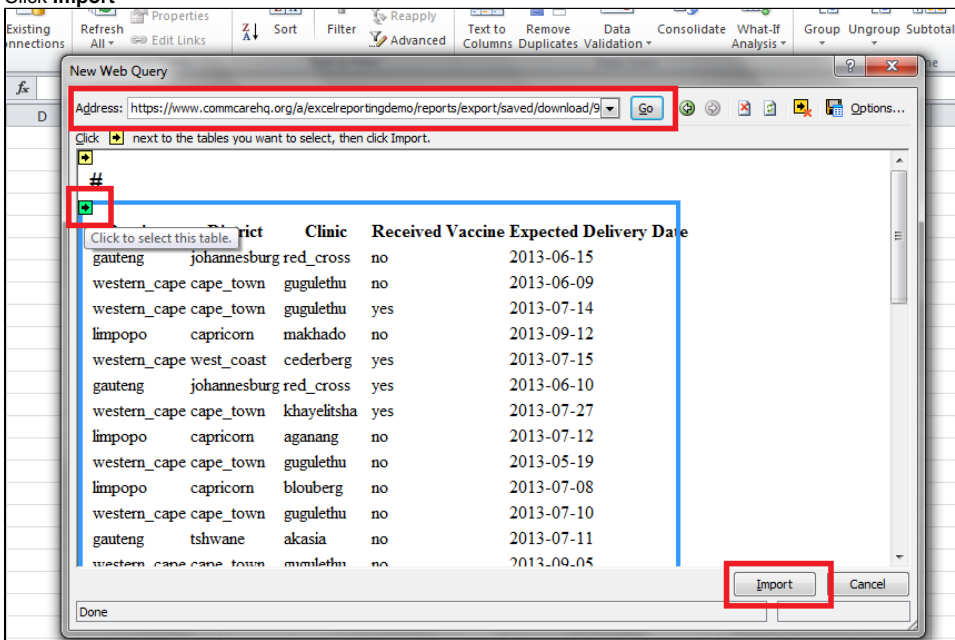 Click Import
Existing Connections
Refresh All
Properties
Edit Links
Sort
Filter
Reapply
Advanced
Text to Columns
Remove Duplicates
Data Validation
Consolidate
What-If Analysis
Group
Ungroup
Subtotal
New Web Query
fx
D
Address: https://www.commcarehq.org/a/excelreportingdemo/reports/export/saved/download/9 Go Options...
Click next to the tables you want to select, then click Import.
#
Clinic Received Vaccine Expected Delivery Date
Click to select this table.
gauteng johannesburg red_cross no 2013-06-15
western_cape cape_town gugulethu no 2013-06-09
western_cape cape_town gugulethu yes 2013-07-14
limpopo capricorn makhado no 2013-09-12
western_cape west_coast cederberg yes 2013-07-15
gauteng johannesburg red_cross yes 2013-06-10
western_cape cape_town khayelitsha yes 2013-07-27
limpopo capricorn aganang no 2013-07-12
western_cape cape_town gugulethu no 2013-05-19
limpopo capricorn blouberg no 2013-07-08
western_cape cape_town gugulethu no 2013-07-10
gauteng tshwane akasia no 2013-07-11
western_cape cape_town gugulethu no 2013-09-05
Import Cancel
Done